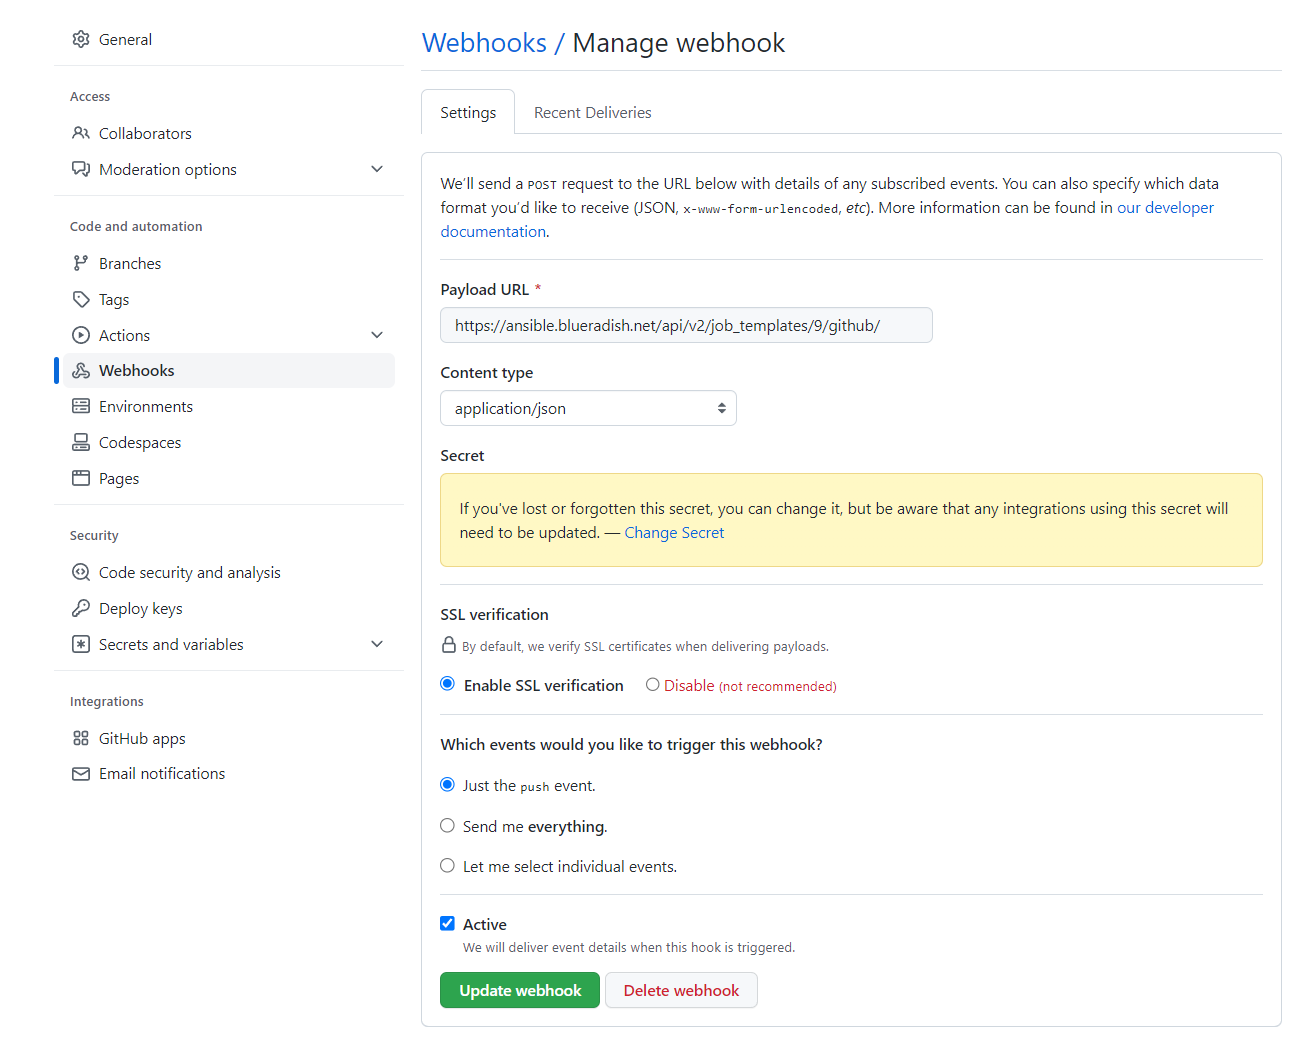 General
Access
Collaborators
Moderation options
Code and automation
Branches
Tags
Actions
Webhooks
Environments
Codespaces
Pages
Security
Code security and analysis
Deploy keys
Secrets and variables
Integrations
GitHub apps
Email notifications
Webhooks / Manage webhook
Settings
Recent Deliveries
We'll send a POST request to the URL below with details of any subscribed events. You can also specify which data
format you'd like to receive (JSON, x-www-form-urlencoded, etc). More information can be found in our developer
documentation.
Payload URL *
https://ansible.blueradish.net/api/v2/job_templates/9/github/
Content type
application/json
Secret
If you've lost or forgotten this secret, you can change it, but be aware that any integrations using this secret will
need to be updated. — Change Secret
SSL verification
By default, we verify SSL certificates when delivering payloads.
Enable SSL verification
Disable (not recommended)
Which events would you like to trigger this webhook?
Just the push event.
Send me everything.
Let me select individual events.
Active
We will deliver event details when this hook is triggered.
Update webhook
Delete webhook